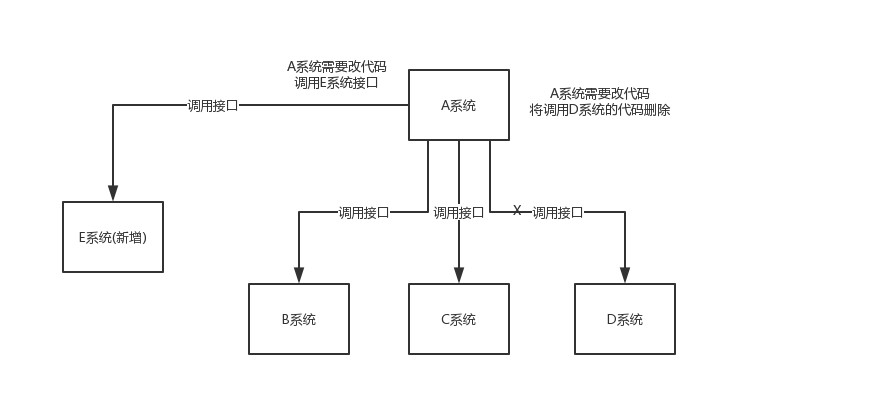 A系统需要改代码
调用E系统接口
A系统
A系统需要改代码
将调用D系统的代码删除
调用接口
E系统(新增)
调用接口
调用接口
X
调用接口
B系统
C系统
D系统